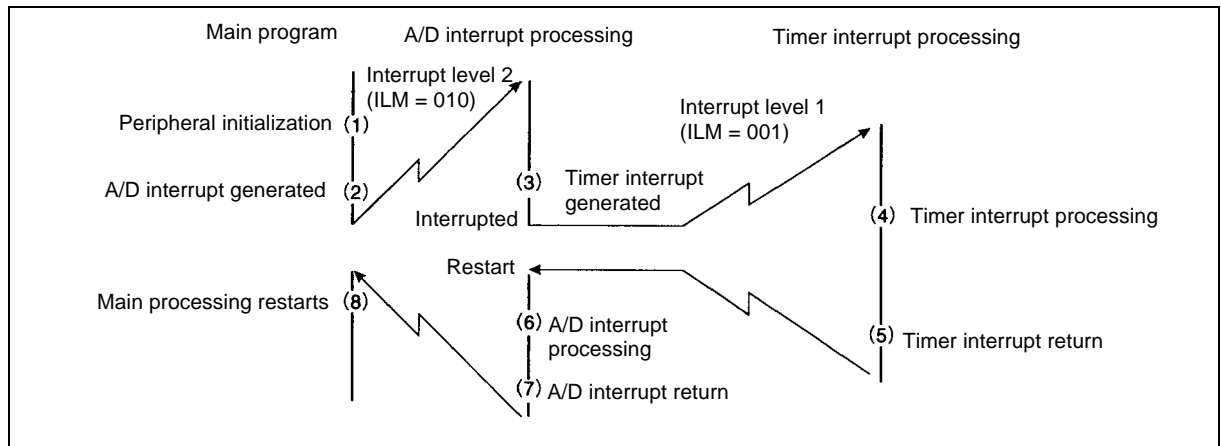 Main program
A/D interrupt processing
Timer interrupt processing
Interrupt level 2
(ILM = 010)
Interrupt level 1
(ILM = 001)
Peripheral initialization (1)
A/D interrupt generated (2)
(3) Timer interrupt
generated
Interrupted
(4) Timer interrupt processing
Restart
Main processing restarts (8)
(6) A/D interrupt
processing
(5) Timer interrupt return
(7) A/D interrupt return